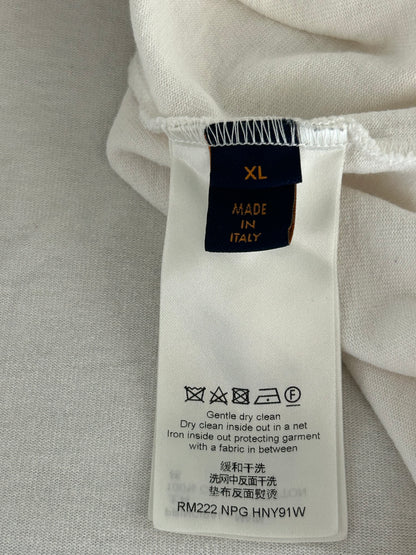 XL
MADE
IN
ITALY
F
Gentle dry clean
Dry clean inside out in a net
Iron inside out protecting garment
with a fabric in between
缓和干洗
洗网中反面干洗
垫布反面熨烫
RM222 NPG HNY91W